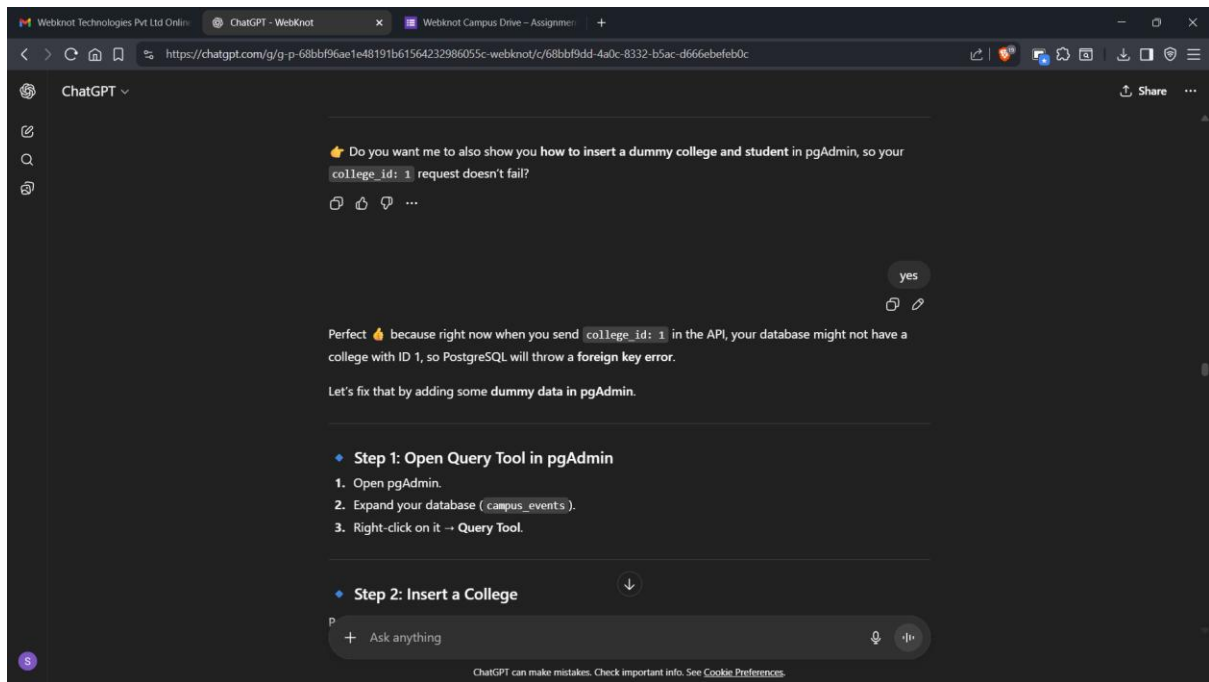 Webknot Technologies Pvt Ltd Onlin
ChatGPT - WebKnot
Webknot Campus Drive – Assignmen
https://chatgpt.com/g/g-p-68bbf96ae1e48191b61564232986055c-webknot/c/68bbf9dd-4a0c-8332-b5ac-d666ebefeb0c
ChatGPT
Share
👉 Do you want me to also show you how to insert a dummy college and student in pgAdmin, so your
college_id: 1 request doesn't fail?
yes
Perfect 👍 because right now when you send college_id: 1 in the API, your database might not have a
college with ID 1, so PostgreSQL will throw a foreign key error.
Let's fix that by adding some dummy data in pgAdmin.
🔹 Step 1: Open Query Tool in pgAdmin
1. Open pgAdmin.
2. Expand your database (campus_events).
3. Right-click on it → Query Tool.
🔹 Step 2: Insert a College
Ask anything
S
ChatGPT can make mistakes. Check important info. See Cookie Preferences.